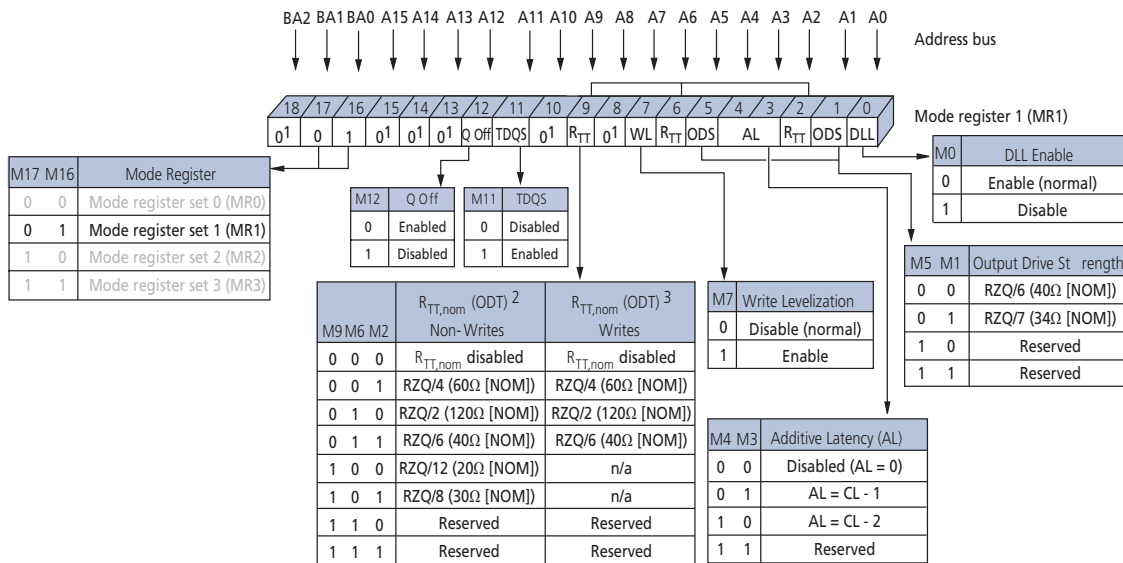 BA2 BA1 BA0 A15 A14 A13 A12 A11 A10 A9 A8 A7 A6 A5 A4 A3 A2 A1 A0
Address bus
18 17 16 15 14 13 12 11 10 9 8 7 6 5 4 3 2 1 0
0¹ 0 1 0¹ 0¹ 0¹ Q Off TDQS 0¹ RTT 0¹ WL RTT ODS AL RTT ODS DLL
Mode register 1 (MR1)
M17 M16 Mode Register
0 0 Mode register set 0 (MR0)
0 1 Mode register set 1 (MR1)
1 0 Mode register set 2 (MR2)
1 1 Mode register set 3 (MR3)
M12 Q Off
0 Enabled
1 Disabled
M11 TDQS
0 Disabled
1 Enabled
M0 DLL Enable
0 Enable (normal)
1 Disable
M5 M1 Output Drive St rength
0 0 RZQ/6 (40Ω [NOM])
0 1 RZQ/7 (34Ω [NOM])
1 0 Reserved
1 1 Reserved
M9 M6 M2 RTT,nom (ODT) 2 Non-Writes RTT,nom (ODT) 3 Writes
0 0 0 RTT,nom disabled RTT,nom disabled
0 0 1 RZQ/4 (60Ω [NOM]) RZQ/4 (60Ω [NOM])
0 1 0 RZQ/2 (120Ω [NOM]) RZQ/2 (120Ω [NOM])
0 1 1 RZQ/6 (40Ω [NOM]) RZQ/6 (40Ω [NOM])
1 0 0 RZQ/12 (20Ω [NOM]) n/a
1 0 1 RZQ/8 (30Ω [NOM]) n/a
1 1 0 Reserved Reserved
1 1 1 Reserved Reserved
M7 Write Levelization
0 Disable (normal)
1 Enable
M4 M3 Additive Latency (AL)
0 0 Disabled (AL = 0)
0 1 AL = CL - 1
1 0 AL = CL - 2
1 1 Reserved